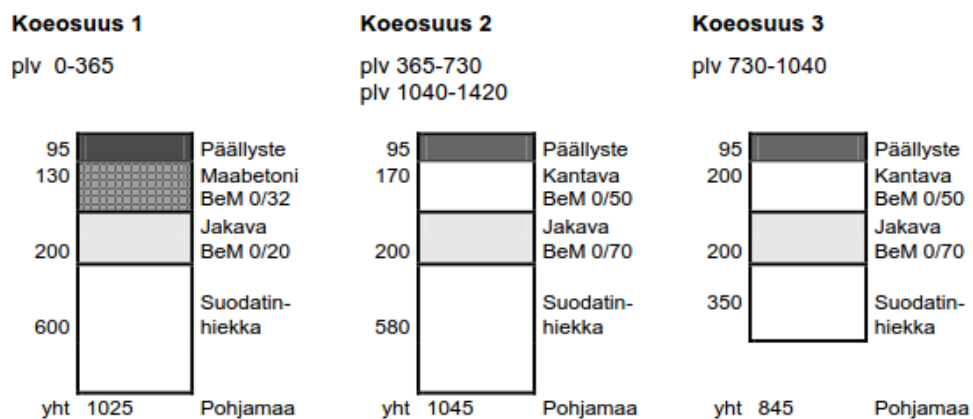 Koeosuus 1
plv 0-365
95 Päällyste
130 Maabetoni
BeM 0/32
Jakava
200 BeM 0/20
Suodatin-
600 hiekka
yht 1025 Pohjamaa
Koeosuus 2
plv 365-730
plv 1040-1420
95 Päällyste
170 Kantava
BeM 0/50
Jakava
200 BeM 0/70
Suodatin-
580 hiekka
yht 1045 Pohjamaa
Koeosuus 3
plv 730-1040
95 Päällyste
200 Kantava
BeM 0/50
Jakava
200 BeM 0/70
350 Suodatin-
hiekka
yht 845 Pohjamaa